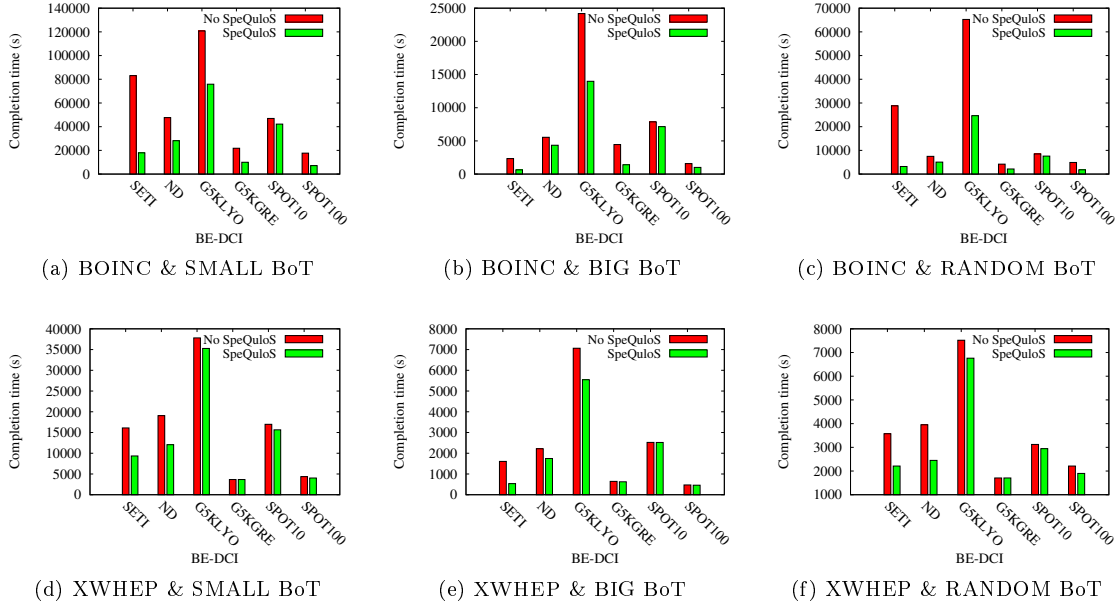 140000
120000
100000
80000
60000
40000
20000
0
Completion time (s)
No SpeQuloS
SpeQuloS
SETI
ND
G5KLYO
G5KGRE
SPOT10
SPOT100
BE-DCI
(a) BOINC & SMALL BoT
25000
20000
15000
10000
5000
0
Completion time (s)
No SpeQuloS
SpeQuloS
SETI
ND
G5KLYO
G5KGRE
SPOT10
SPOT100
BE-DCI
(b) BOINC & BIG BoT
70000
60000
50000
40000
30000
20000
10000
0
Completion time (s)
No SpeQuloS
SpeQuloS
SETI
ND
G5KLYO
G5KGRE
SPOT10
SPOT100
BE-DCI
(c) BOINC & RANDOM BoT
40000
35000
30000
25000
20000
15000
10000
5000
0
Completion time (s)
No SpeQuloS
SpeQuloS
SETI
ND
G5KLYO
G5KGRE
SPOT10
SPOT100
BE-DCI
(d) XWHEP & SMALL BoT
8000
7000
6000
5000
4000
3000
2000
1000
0
Completion time (s)
No SpeQuloS
SpeQuloS
SETI
ND
G5KLYO
G5KGRE
SPOT10
SPOT100
BE-DCI
(e) XWHEP & BIG BoT
8000
7000
6000
5000
4000
3000
2000
1000
Completion time (s)
No SpeQuloS
SpeQuloS
SETI
ND
G5KLYO
G5KGRE
SPOT10
SPOT100
BE-DCI
(f) XWHEP & RANDOM BoT